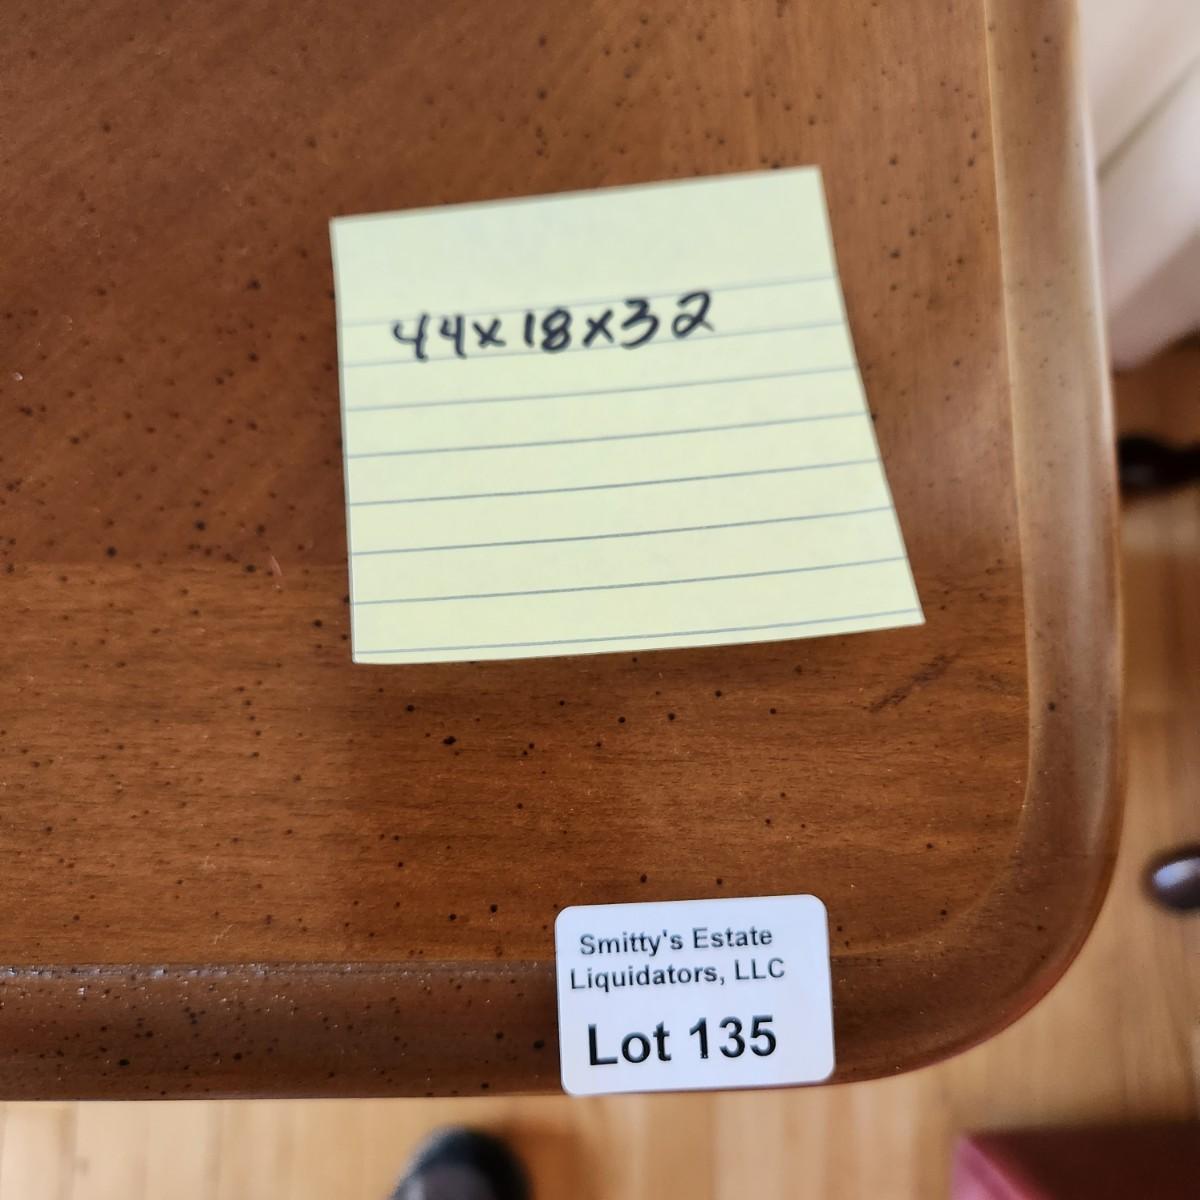 44x18x32
Smitty's Estate
Liquidators, LLC
Lot 135